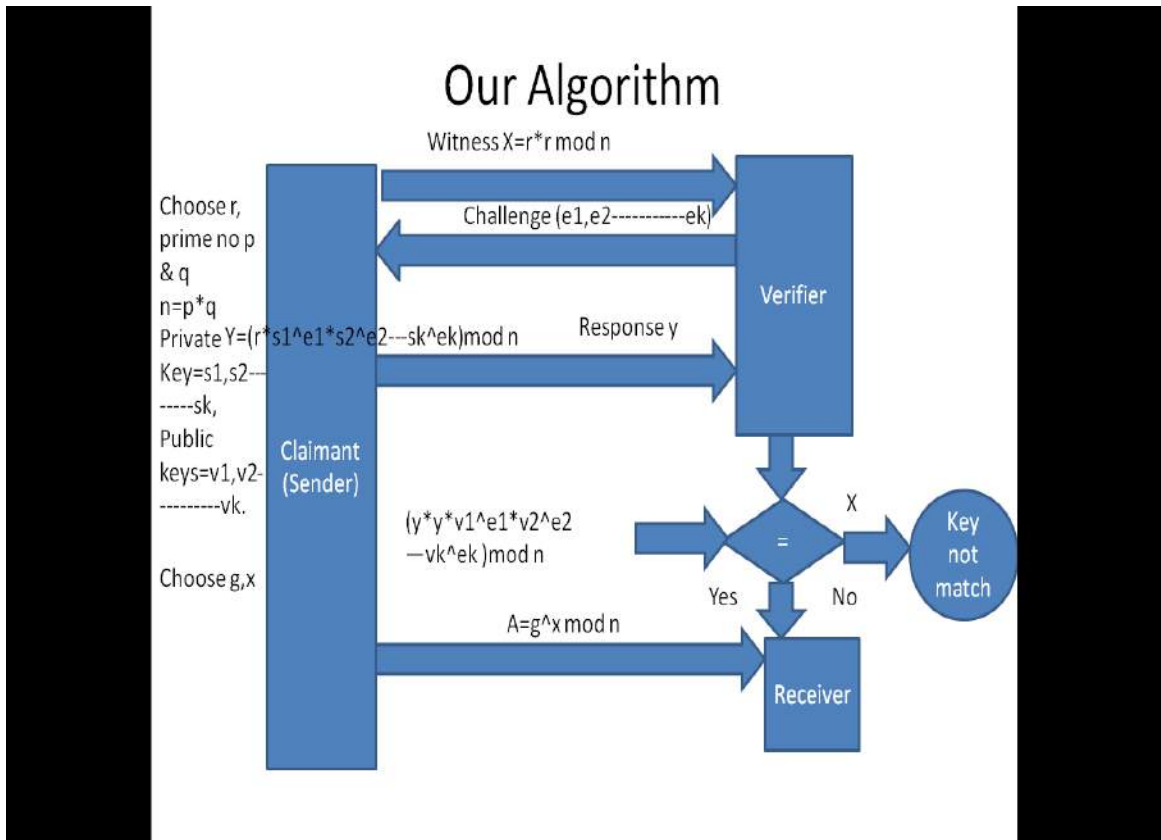 Our Algorithm
Witness X=r*r mod n
Choose r,
prime no p
& q
n=p*q
Private
Key=s1,s2---
-----sk,
Public
keys=v1,v2-
---------vk.
Choose g,x
Challenge (e1,e2-----------ek)
Y=(r*s1^e1*s2^e2---sk^ek)mod n
Response y
Claimant
(Sender)
Verifier
(y*y*v1^e1*v2^e2
---vk^ek )mod n
=
X
Key
not
match
Yes
No
A=g^x mod n
Receiver